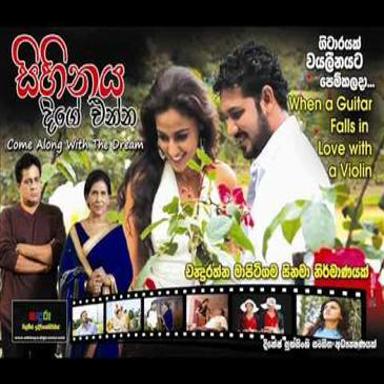 සිහිනය
දිගේ එන්න
Come Along With The Dream
ගිටාරයක්
වයලීනයට
පෙම්කලදා...
When a Guitar
Falls in
Love with
a Violin
චන්ද්‍රරත්න මාපිටිගම සිනමා නිර්මාණයක්